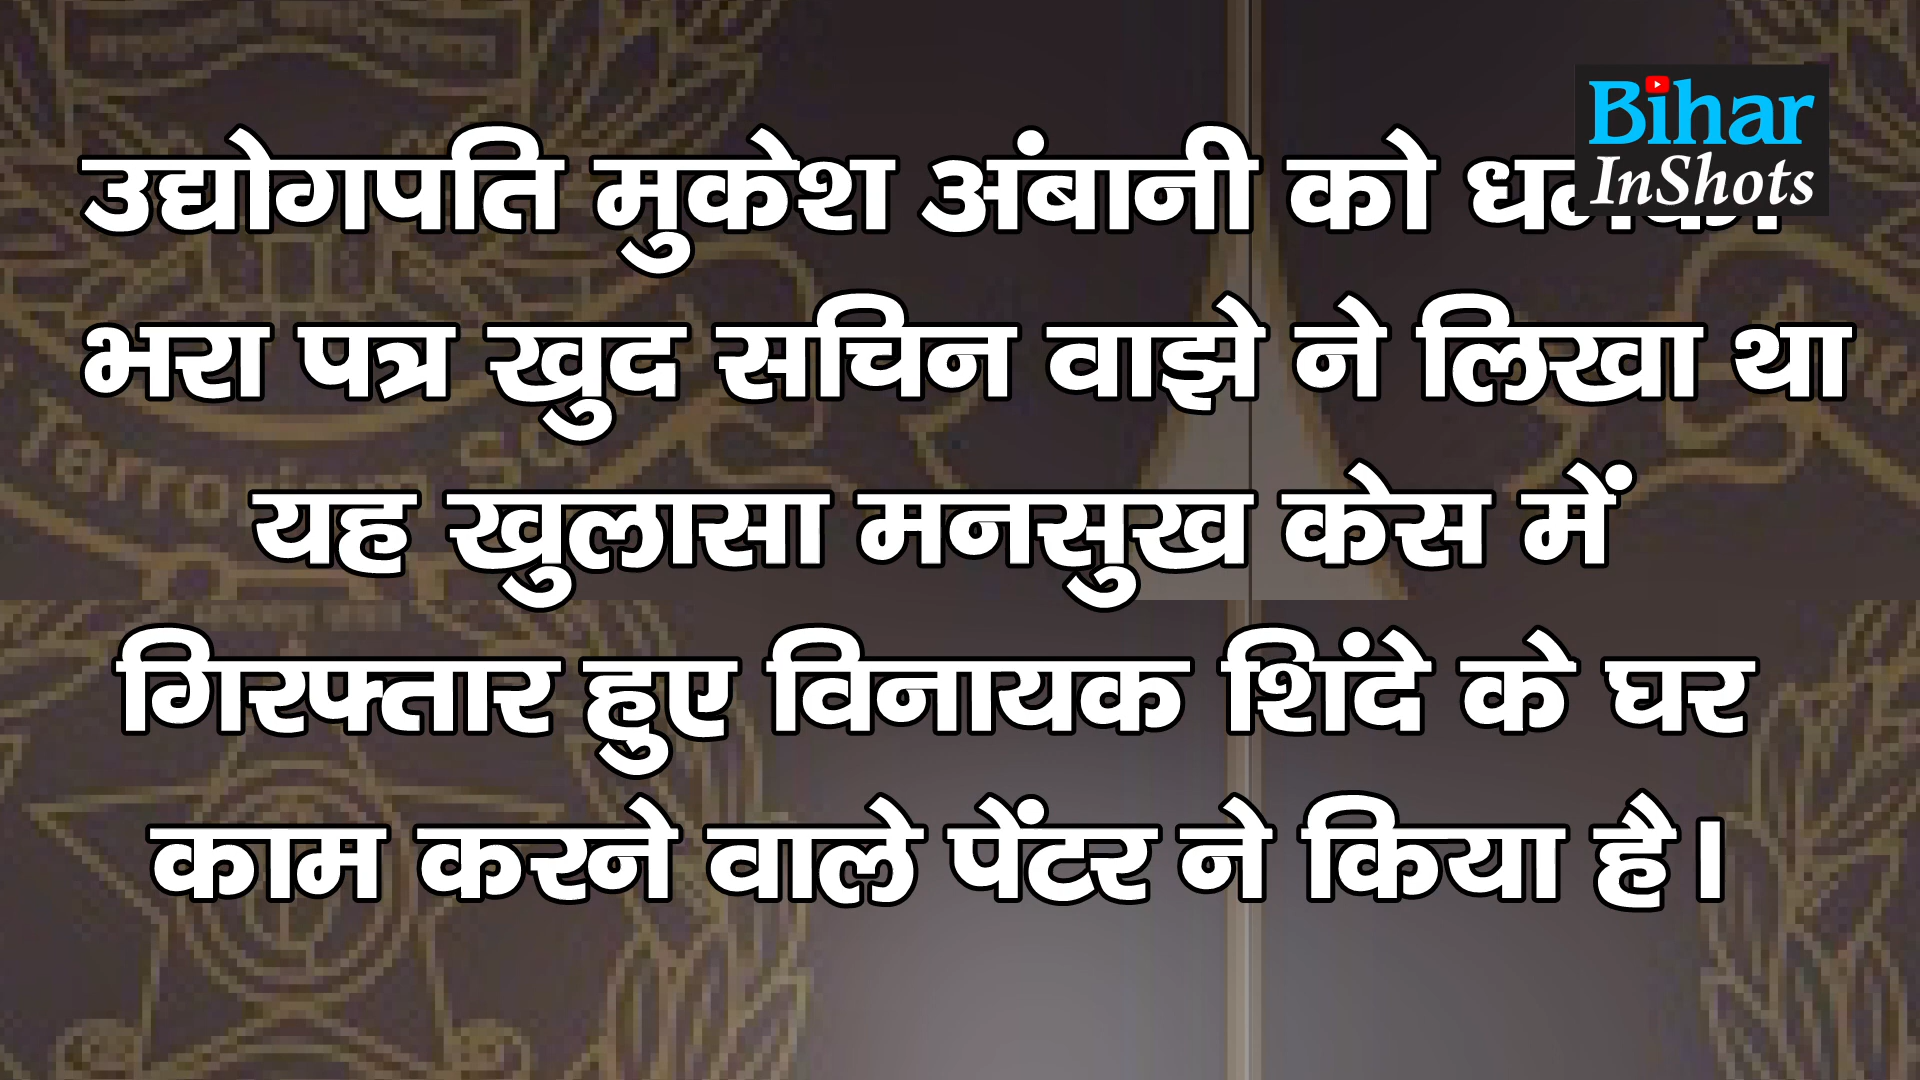 Bihar
InShots
उद्योगपति मुकेश अंबानी को
भरा पत्र खुद सचिन वाझे ने लिखा था
यह खुलासा मनसुख केस में
गिरफ्तार हुए विनायक शिंदे के घर
काम करने वाले पेंटर ने किया है।